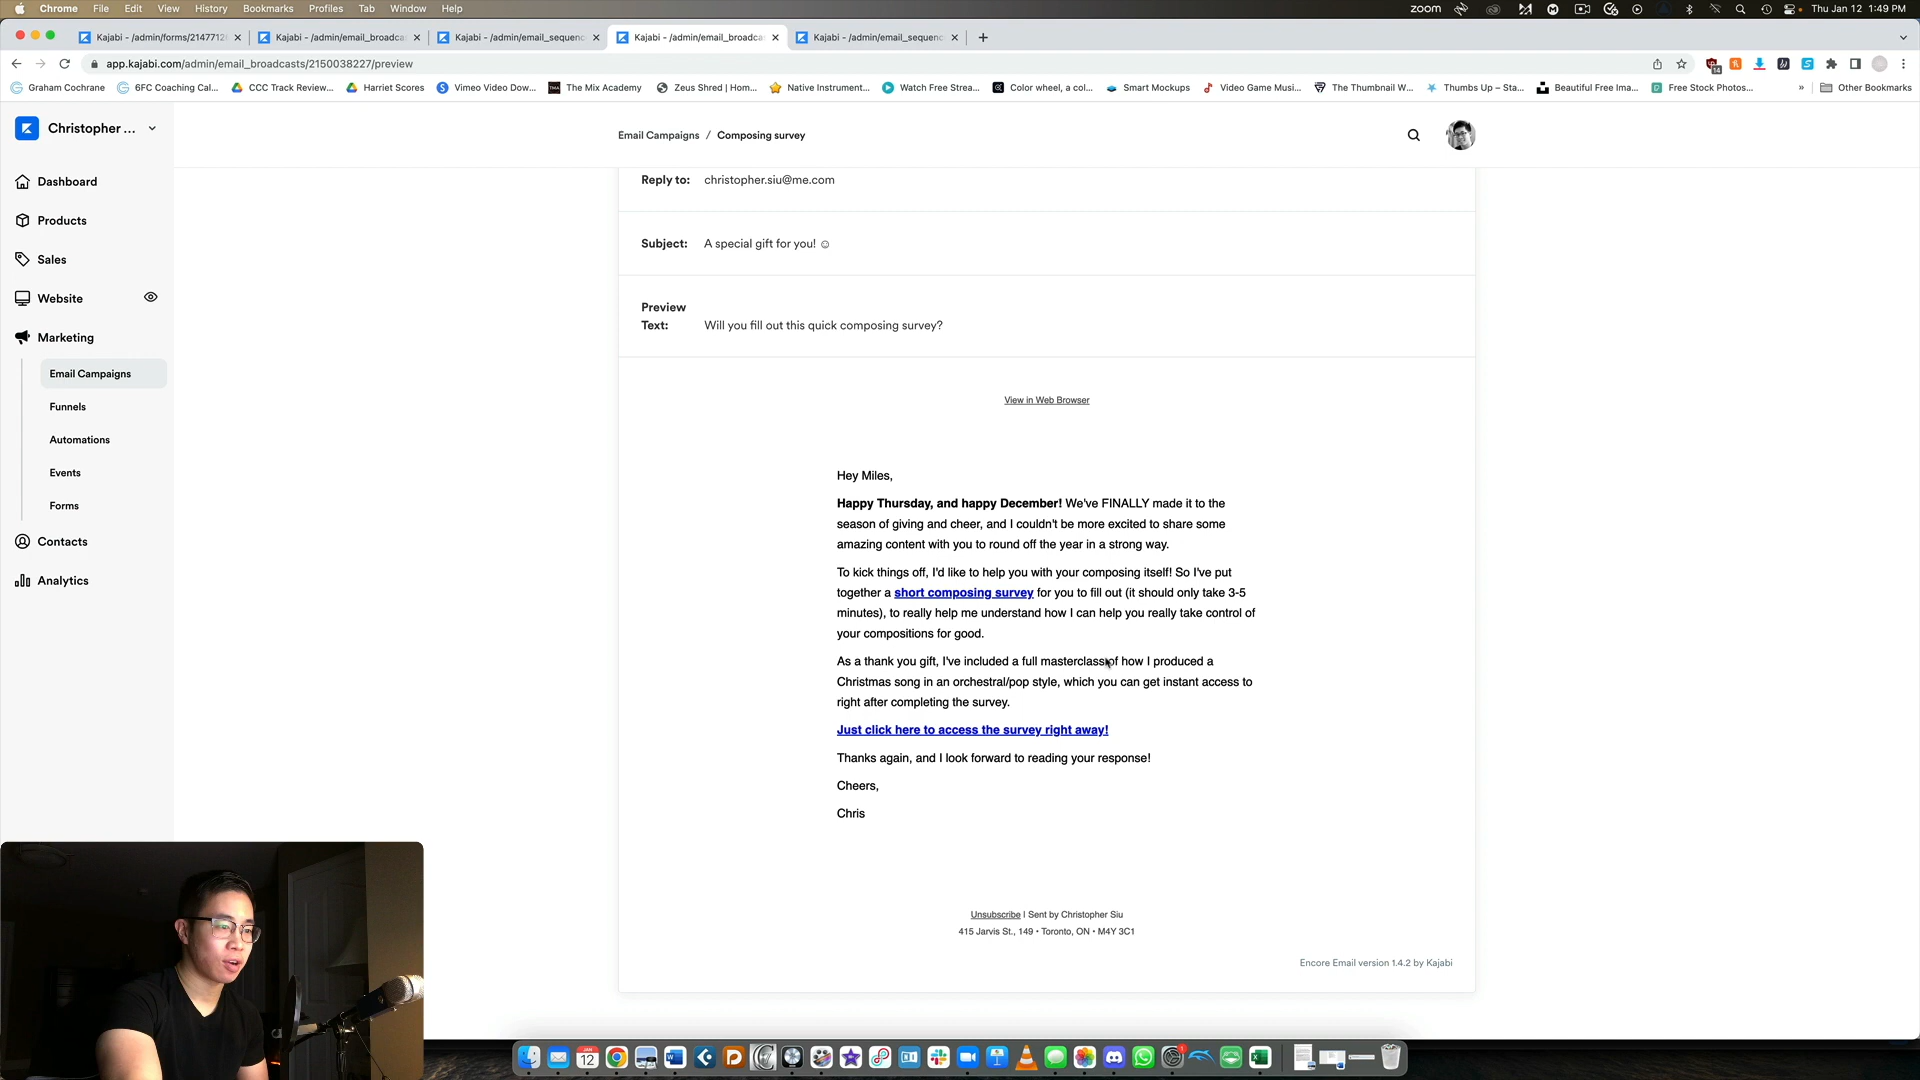 Chrome File Edit View History Bookmarks Profiles Tab Window Help
zoom Thu Jan 12 1:49 PM
Kajabi - /admin/forms/2147712
Kajabi - /admin/email_broadca
Kajabi - /admin/email_sequen
Kajabi - /admin/email_broadca
Kajabi - /admin/email_sequen
app.kajabi.com/admin/email_broadcasts/2150038227/preview
Graham Cochrane 6FC Coaching Cal... CCC Track Review... Harriet Scores Vimeo Video Dow... The Mix Academy Zeus Shred | Hom... Native Instrument... Watch Free Strea... Color wheel, a col... Smart Mockups Video Game Musi... The Thumbnail W... Thumbs Up – Sta... Beautiful Free Ima... Free Stock Photos... » Other Bookmarks
Christopher ...
Email Campaigns / Composing survey
Dashboard
Products
Sales
Website
Marketing
Email Campaigns
Funnels
Automations
Events
Forms
Contacts
Analytics
Reply to: christopher.siu@me.com
Subject: A special gift for you! ☺
Preview
Text: Will you fill out this quick composing survey?
View in Web Browser
Hey Miles,
Happy Thursday, and happy December! We've FINALLY made it to the
season of giving and cheer, and I couldn't be more excited to share some
amazing content with you to round off the year in a strong way.
To kick things off, I'd like to help you with your composing itself! So I've put
together a short composing survey for you to fill out (it should only take 3-5
minutes), to really help me understand how I can help you really take control of
your compositions for good.
As a thank you gift, I've included a full masterclass of how I produced a
Christmas song in an orchestral/pop style, which you can get instant access to
right after completing the survey.
Just click here to access the survey right away!
Thanks again, and I look forward to reading your response!
Cheers,
Chris
Unsubscribe | Sent by Christopher Siu
415 Jarvis St., 149 • Toronto, ON • M4Y 3C1
Encore Email version 1.4.2 by Kajabi